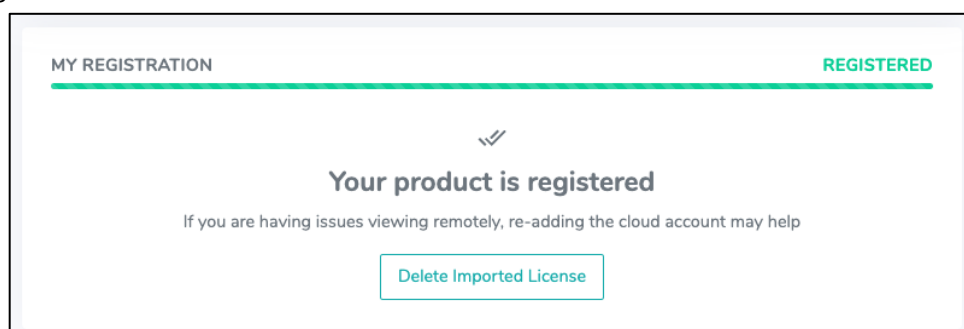 MY REGISTRATION
REGISTERED
Your product is registered
If you are having issues viewing remotely, re-adding the cloud account may help
Delete Imported License